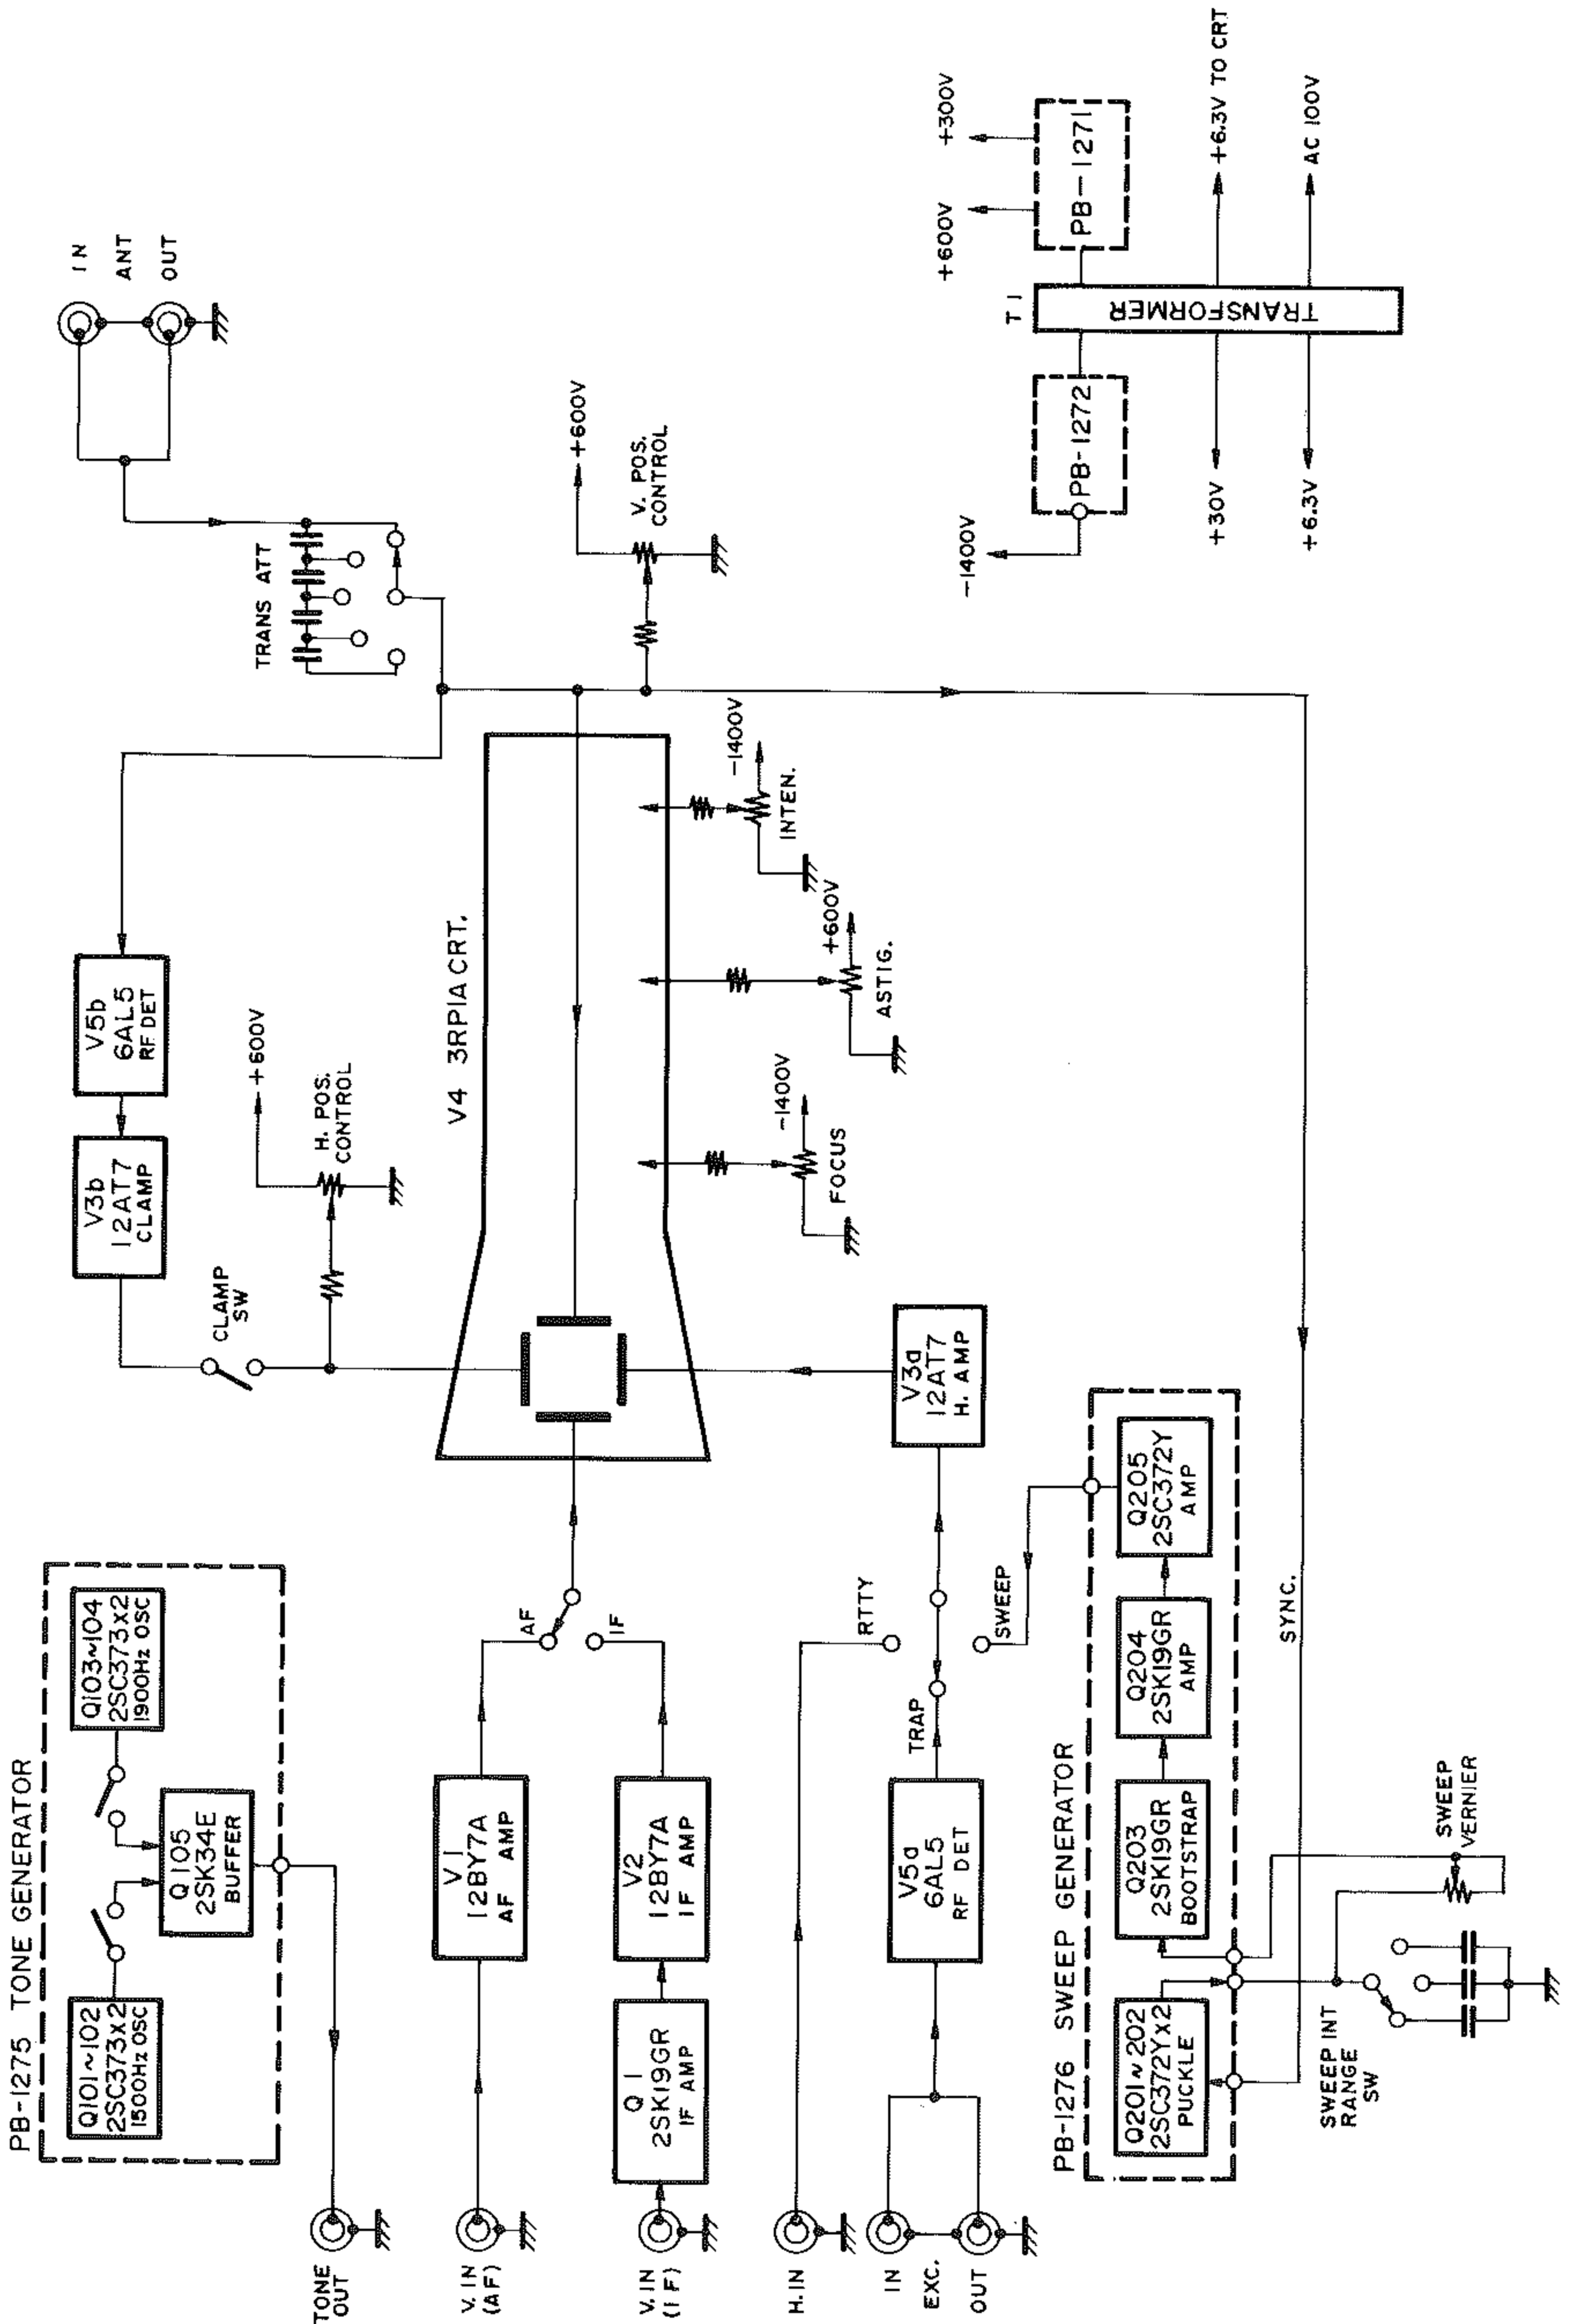 PB-1275 TONE GENERATOR
Q101~102
2SC373x2
1500Hz OSC
Q103~104
2SC373x2
1900Hz OSC
Q105
2SK34E
BUFFER
TONE
OUT
V. IN
(AF)
V1
12BY7A
AF AMP
AF
IF
V. IN
(IF)
Q1
2SK19GR
IF AMP
V2
12BY7A
IF AMP
H. IN
RTTY
IN
EXC.
OUT
V5a
6AL5
RF DET
TRAP
SWEEP
V3a
12AT7
H. AMP
PB-1276 SWEEP GENERATOR
Q201~202
2SC372Yx2
PUCKLE
Q203
2SK19GR
BOOTSTRAP
Q204
2SK19GR
AMP
Q205
2SC372Y
AMP
SYNC.
SWEEP INT
RANGE
SW
SWEEP
VERNIER
CLAMP
SW
V3b
12AT7
CLAMP
V5b
6AL5
RF DET
+600V
H. POS.
CONTROL
V4 3RP1A CRT.
-1400V
FOCUS
+600V
ASTIG.
-1400V
INTEN.
TRANS ATT
IN
ANT
OUT
+600V
V. POS.
CONTROL
-1400V
PB-1272
T1
TRANSFORMER
PB-1271
+600V
+300V
+30V
+6.3V
+6.3V TO CRT
AC 100V